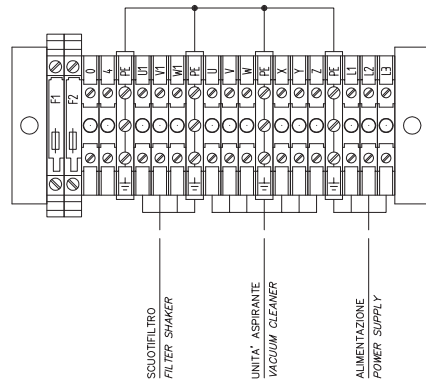 F1
F2
0
4
PE
U1
V1
W1
PE
U
V
W
PE
X
Y
Z
PE
L1
L2
L3
SCUOTIFILTRO
FILTER SHAKER
UNITA' ASPIRANTE
VACUUM CLEANER
ALIMENTAZIONE
POWER SUPPLY